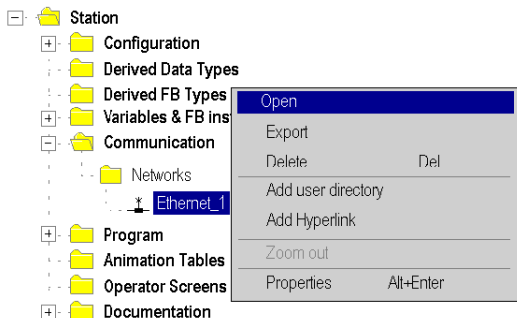 Station
Configuration
Derived Data Types
Derived FB Types
Variables & FB ins
Communication
Networks
Ethernet_1
Program
Animation Tables
Operator Screens
Documentation
Open
Export
Delete Del
Add user directory
Add Hyperlink
Zoom out
Properties Alt+Enter